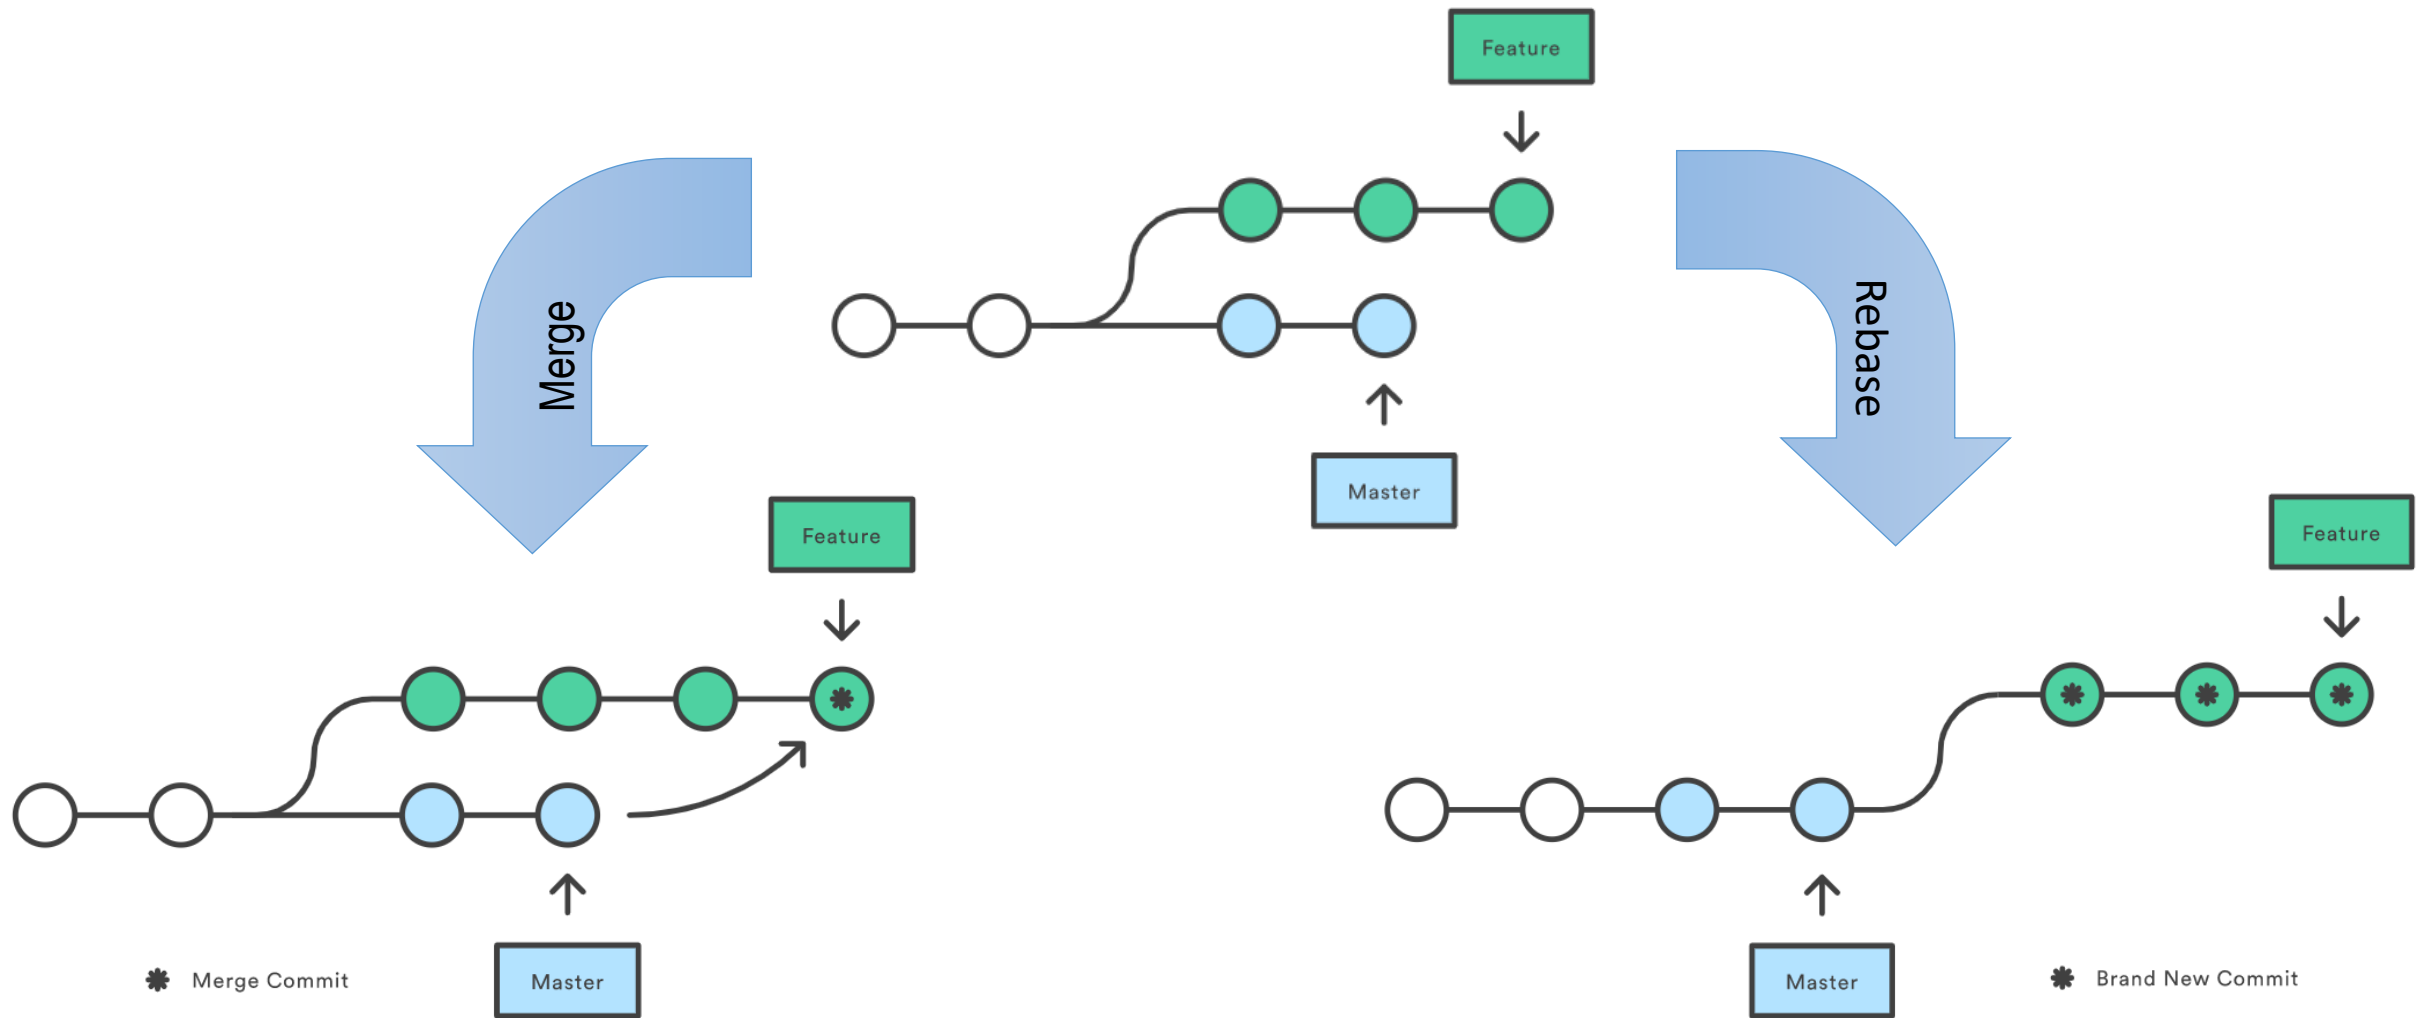 Feature
Merge
Rebase
Master
Feature
Feature
Master
Master
Merge Commit
Brand New Commit